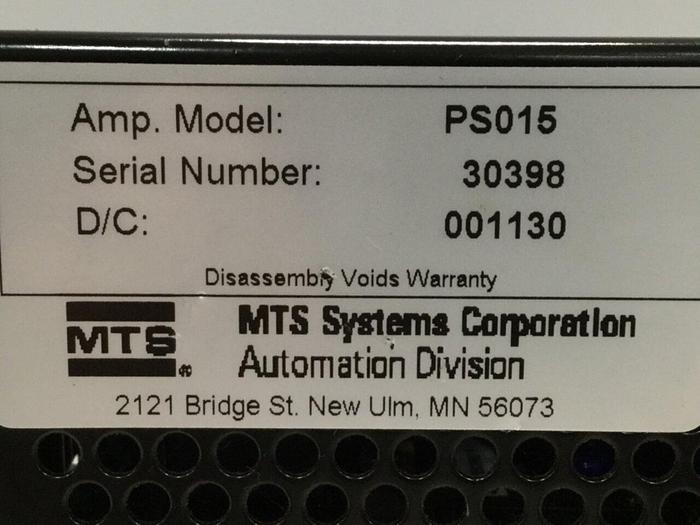 Amp. Model: PS015
Serial Number: 30398
D/C: 001130
Disassembly Voids Warranty
MTS ® MTS Systems Corporation
Automation Division
2121 Bridge St. New Ulm, MN 56073